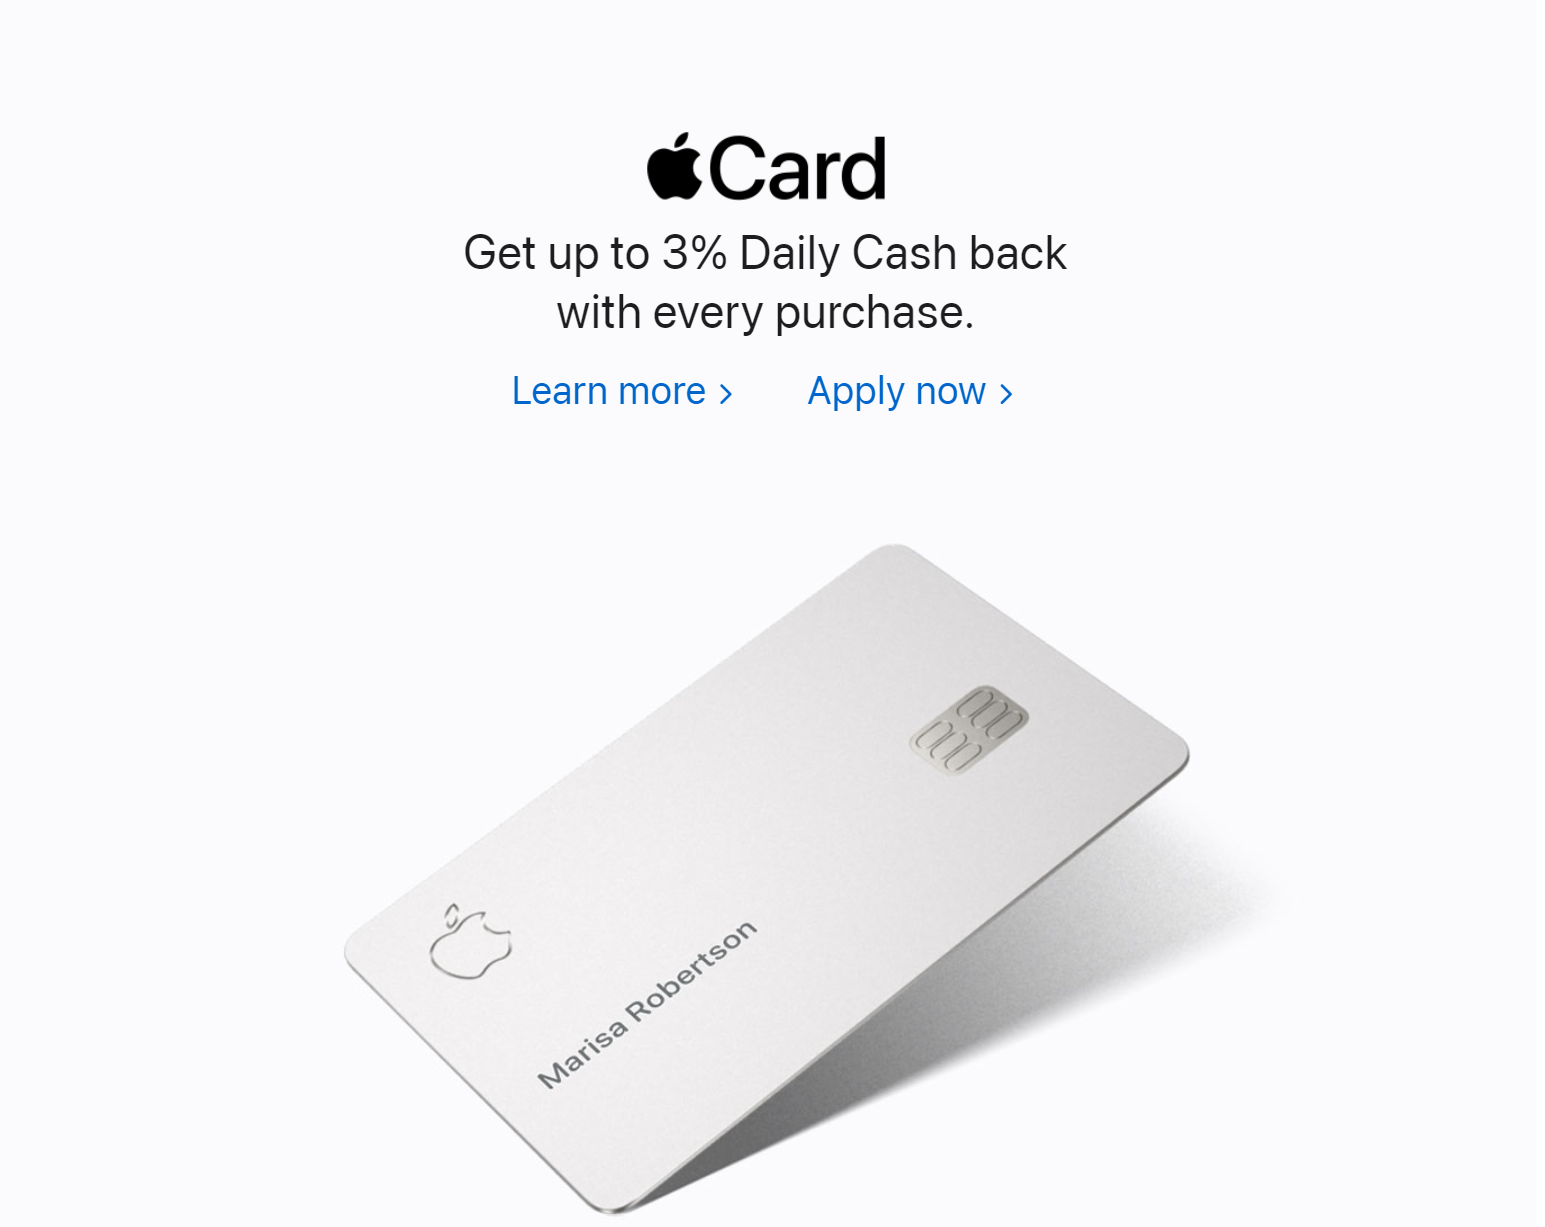 Card
Get up to 3% Daily Cash back
with every purchase.
Learn more >
Apply now >
Marisa Robertson